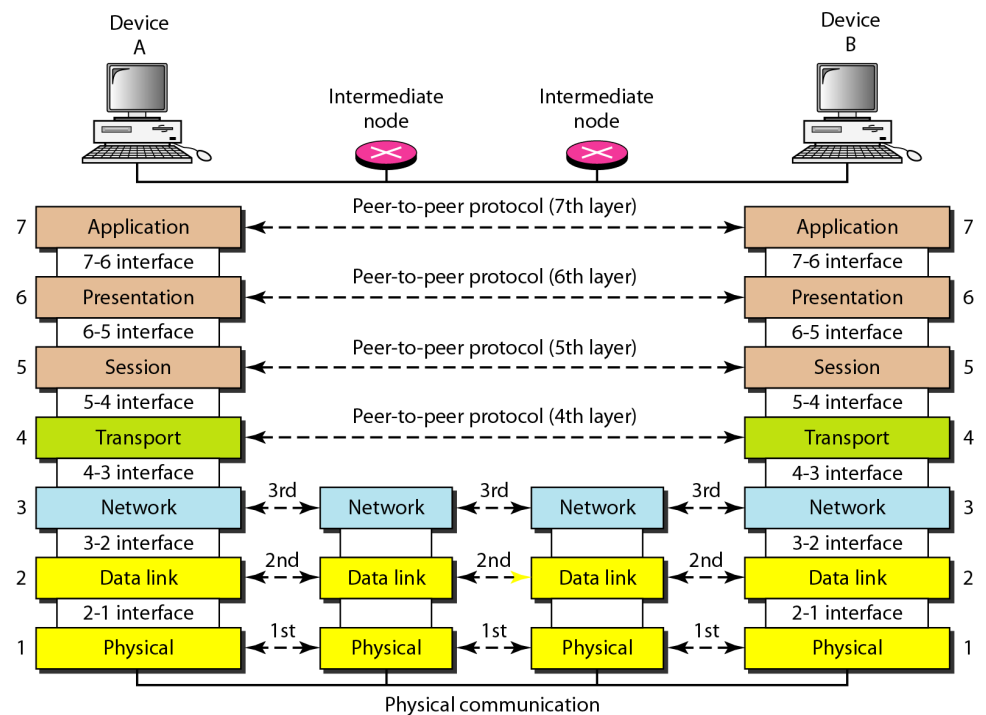 Device
A
Device
B
Intermediate
node
Intermediate
node
Peer-to-peer protocol (7th layer)
7 Application Application 7
7-6 interface 7-6 interface
Peer-to-peer protocol (6th layer)
6 Presentation Presentation 6
6-5 interface 6-5 interface
Peer-to-peer protocol (5th layer)
5 Session Session 5
5-4 interface 5-4 interface
Peer-to-peer protocol (4th layer)
4 Transport Transport 4
4-3 interface 4-3 interface
3rd 3rd 3rd
3 Network Network Network Network 3
3-2 interface 3-2 interface
2nd 2nd 2nd
2 Data link Data link Data link Data link 2
2-1 interface 2-1 interface
1st 1st 1st
1 Physical Physical Physical Physical 1
Physical communication